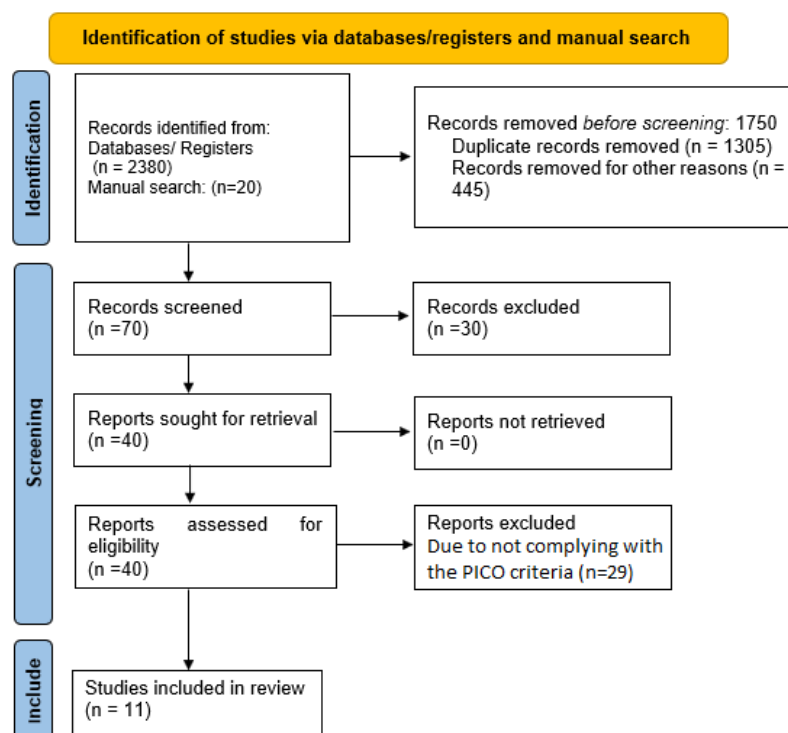 Identification of studies via databases/registers and manual search
Identification
Records identified from:
Databases/ Registers
(n = 2380)
Manual search: (n=20)
Records removed before screening: 1750
Duplicate records removed (n = 1305)
Records removed for other reasons (n =
445)
Screening
Records screened
(n =70)
Records excluded
(n =30)
Reports sought for retrieval
(n =40)
Reports not retrieved
(n =0)
Reports assessed for
eligibility
(n =40)
Reports excluded
Due to not complying with
the PICO criteria (n=29)
Include
Studies included in review
(n = 11)